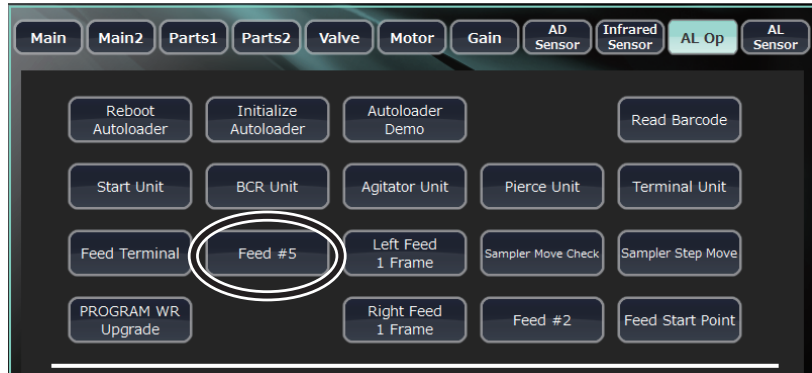 Main
Main2
Parts1
Parts2
Valve
Motor
Gain
AD
Sensor
Infrared
Sensor
AL Op
AL
Sensor
Reboot
Autoloader
Initialize
Autoloader
Autoloader
Demo
Read Barcode
Start Unit
BCR Unit
Agitator Unit
Pierce Unit
Terminal Unit
Feed Terminal
Feed #5
Left Feed
1 Frame
Sampler Move Check
Sampler Step Move
PROGRAM WR
Upgrade
Right Feed
1 Frame
Feed #2
Feed Start Point